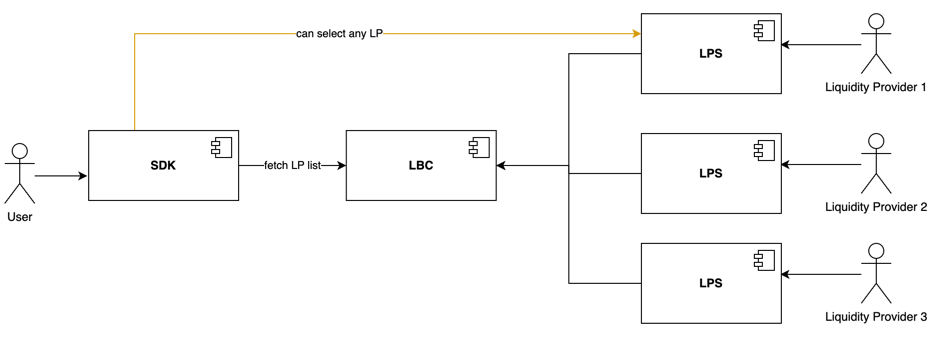 can select any LP
LPS
Liquidity Provider 1
SDK
fetch LP list
LBC
LPS
User
Liquidity Provider 2
LPS
Liquidity Provider 3